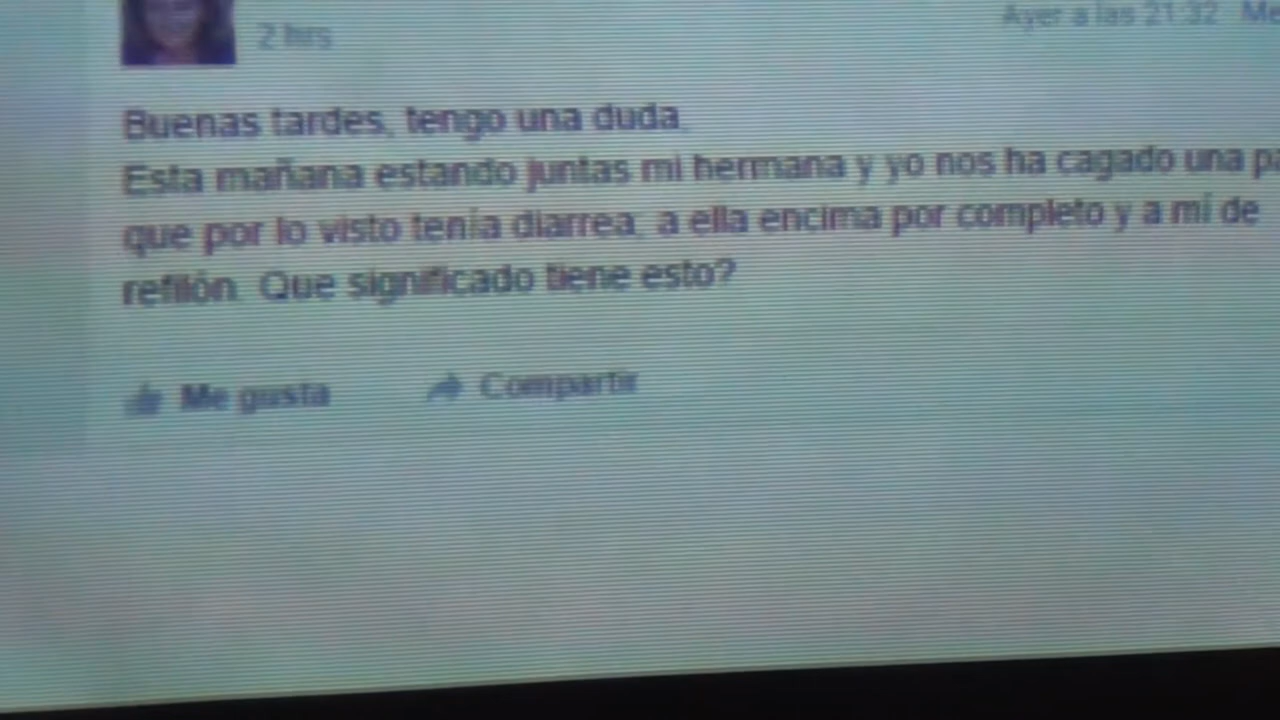 2 hrs
Ayer a las 21:32
Buenas tardes, tengo una duda.
Esta mañana estando juntas mi hermana y yo nos ha cagado una
que por lo visto tenía diarrea, a ella encima por completo y a mí de
refilón. Que significado tiene esto?
Me gusta
Compartir